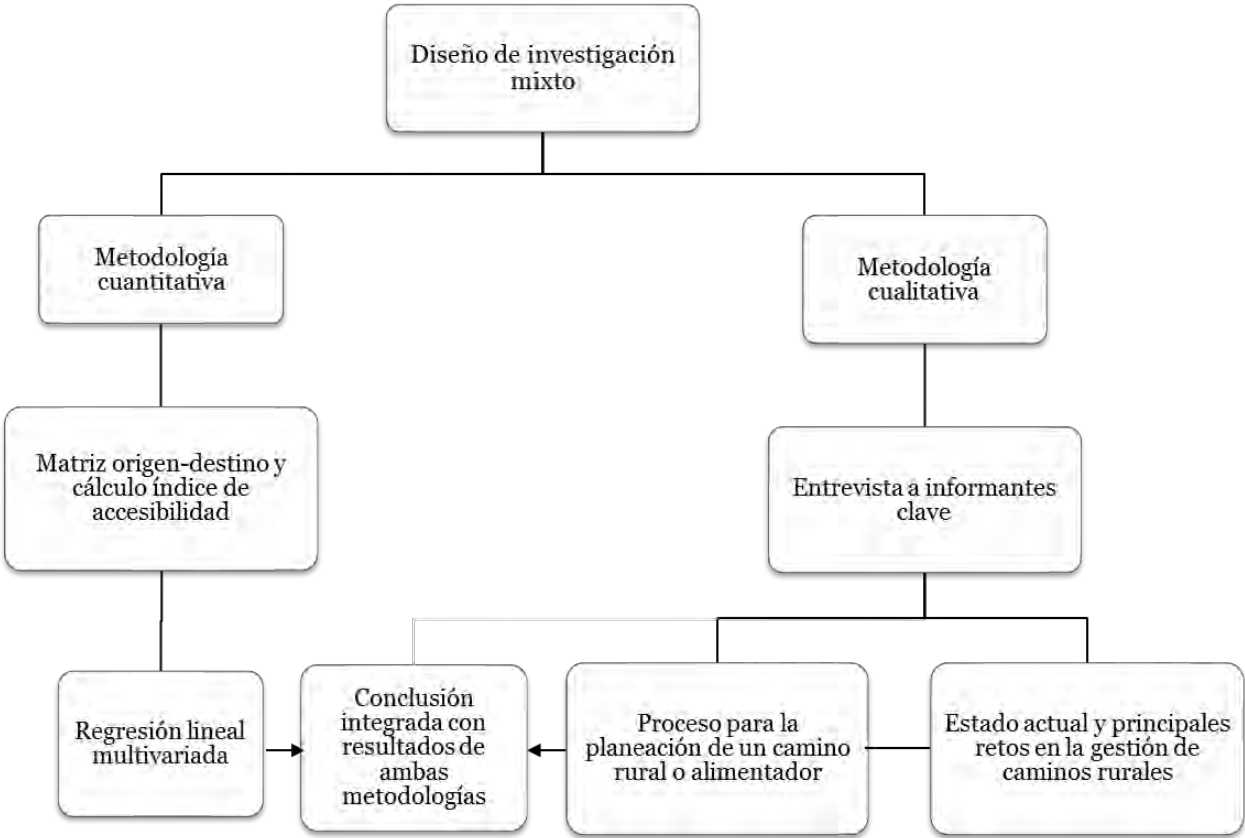 Diseño de investigación
mixto
Metodología
cuantitativa
Metodología
cualitativa
Matriz origen-destino y
cálculo índice de
accesibilidad
Entrevista a informantes
clave
Regresión lineal
multivariada
Conclusión
integrada con
resultados de
ambas
metodologías
Proceso para la
planeación de un camino
rural o alimentador
Estado actual y principales
retos en la gestión de
caminos rurales